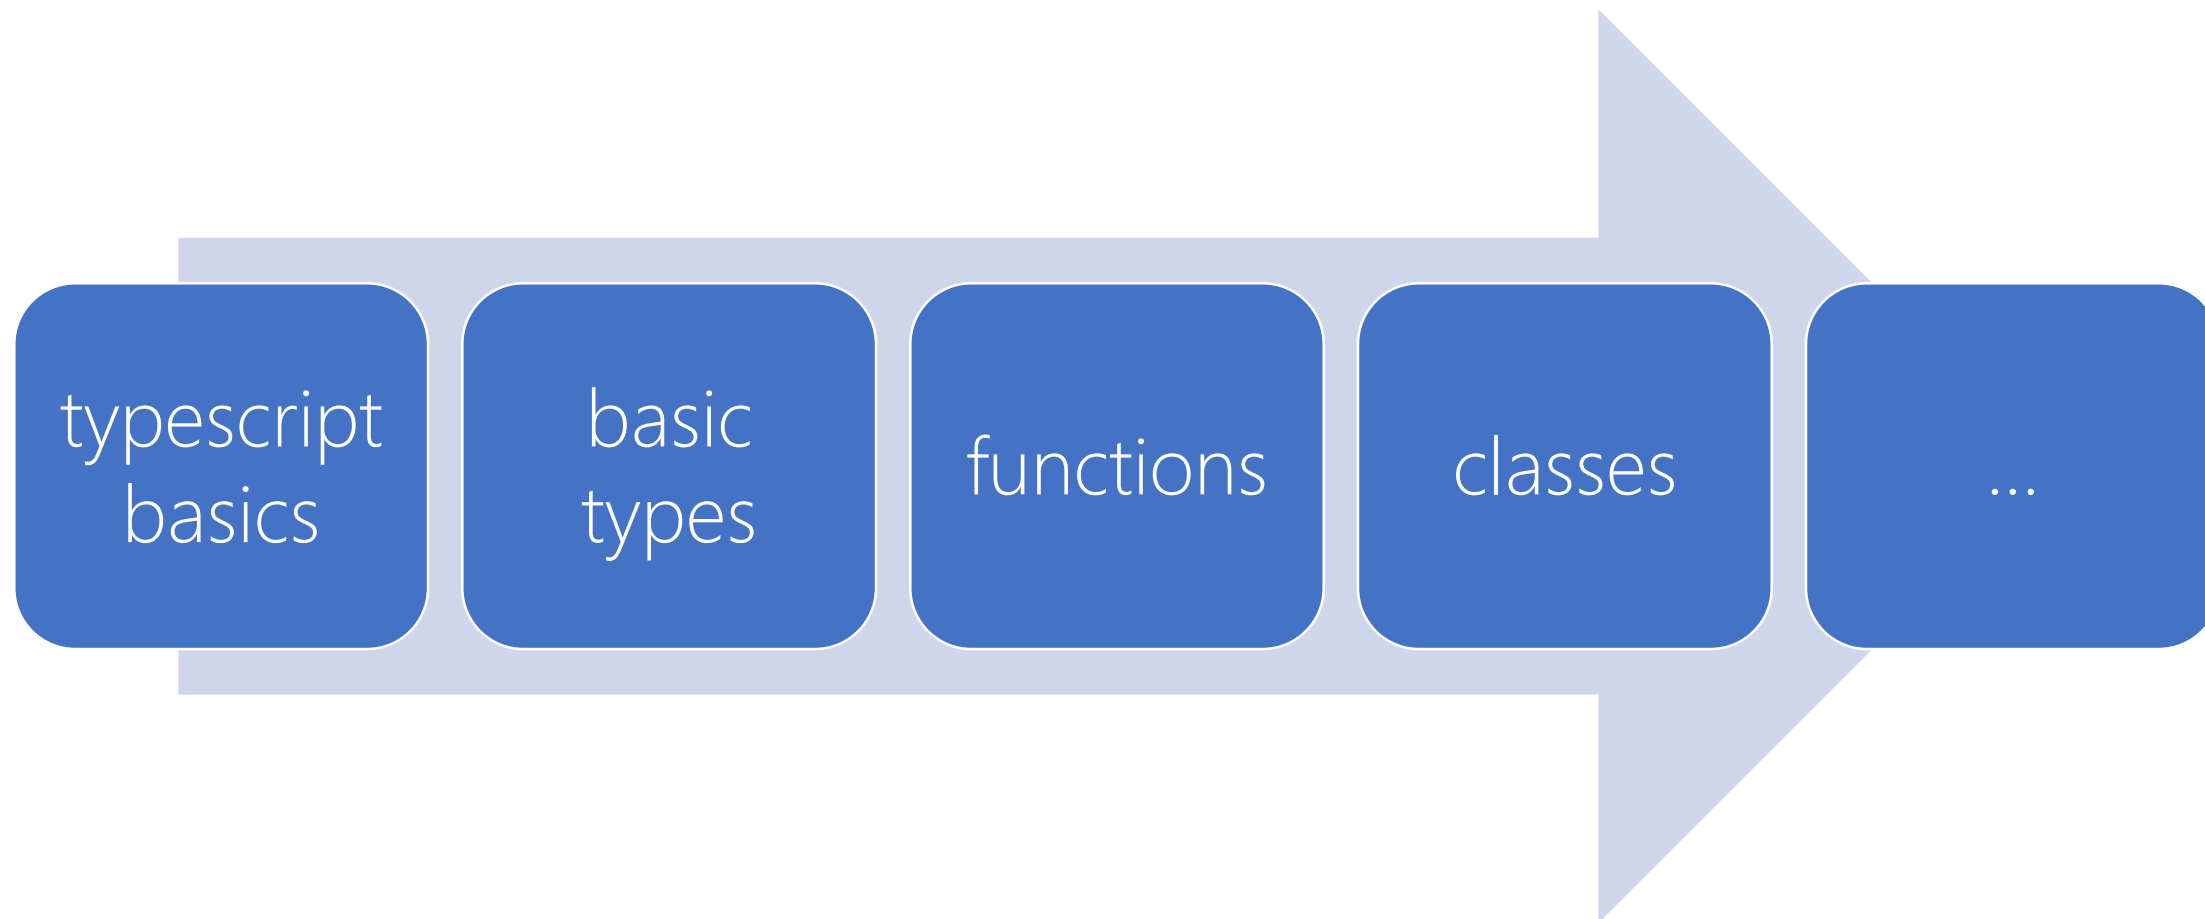 typescript
basics
basic
types
functions
classes
...